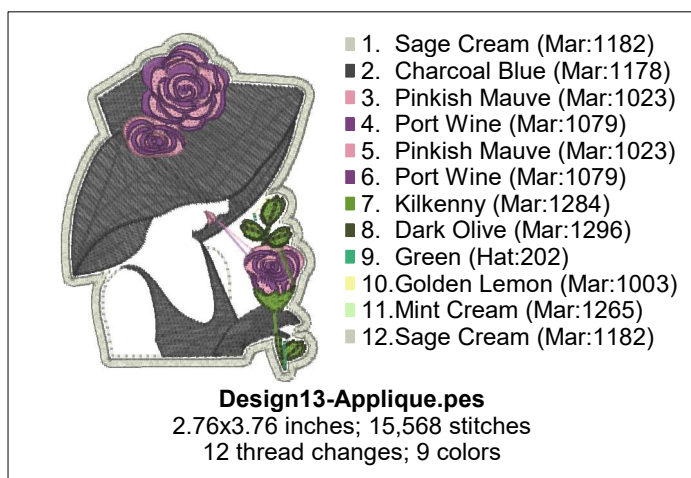 1. Sage Cream (Mar:1182)
2. Charcoal Blue (Mar:1178)
3. Pinkish Mauve (Mar:1023)
4. Port Wine (Mar:1079)
5. Pinkish Mauve (Mar:1023)
6. Port Wine (Mar:1079)
7. Kilkenny (Mar:1284)
8. Dark Olive (Mar:1296)
9. Green (Hat:202)
10.Golden Lemon (Mar:1003)
11.Mint Cream (Mar:1265)
12.Sage Cream (Mar:1182)
Design13-Applique.pes
2.76x3.76 inches; 15,568 stitches
12 thread changes; 9 colors